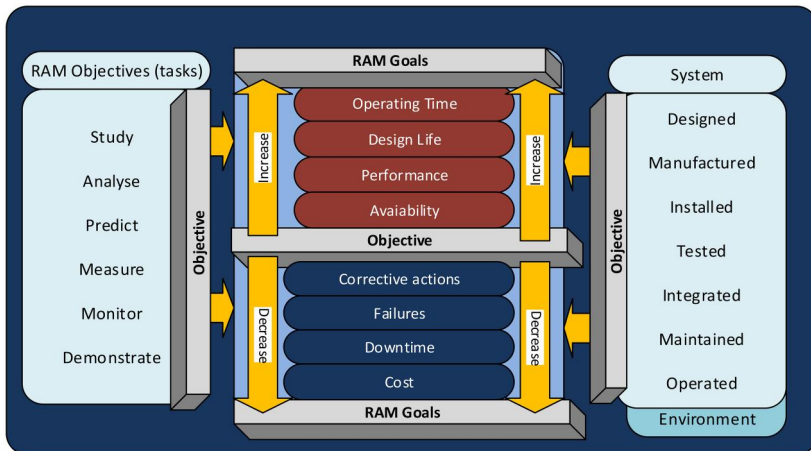 RAM Objectives (tasks)
Study
Analyse
Predict
Measure
Monitor
Demonstrate
Objective
RAM Goals
Increase
Operating Time
Design Life
Performance
Avaiability
Increase
Objective
Decrease
Corrective actions
Failures
Downtime
Cost
Decrease
RAM Goals
System
Objective
Designed
Manufactured
Installed
Tested
Integrated
Maintained
Operated
Environment